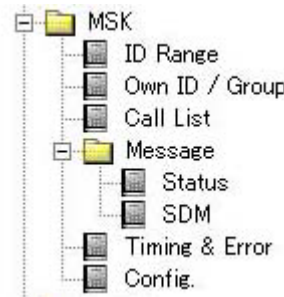 MSK
ID Range
Own ID / Group
Call List
Message
Status
SDM
Timing & Error
Config.